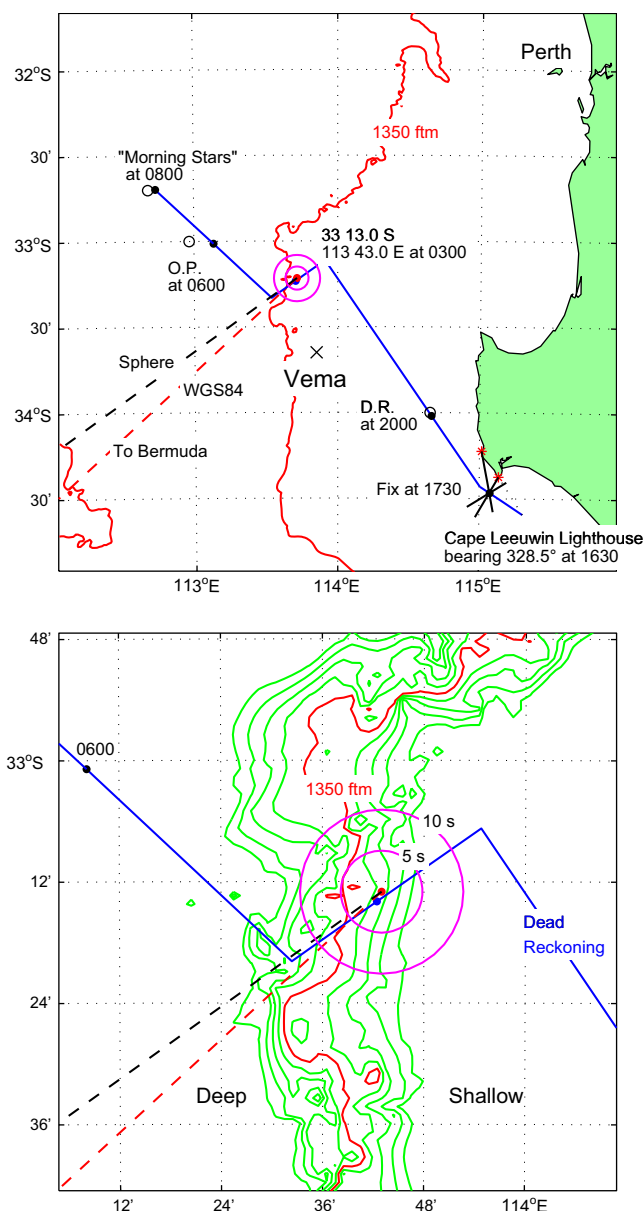 Perth
32°S
1350 ftm
30'
"Morning Stars"
at 0800
33 13.0 S
113 43.0 E at 0300
33°S
O.P.
at 0600
30'
Sphere
Vema
WGS84
D.R.
at 2000
34°S
To Bermuda
Fix at 1730
30'
Cape Leeuwin Lighthouse
bearing 328.5° at 1630
113°E
114°E
115°E
48'
0600
33°S
1350 ftm
10 s
5 s
12'
Dead
Reckoning
24'
Deep
Shallow
36'
12'
24'
36'
48'
114°E